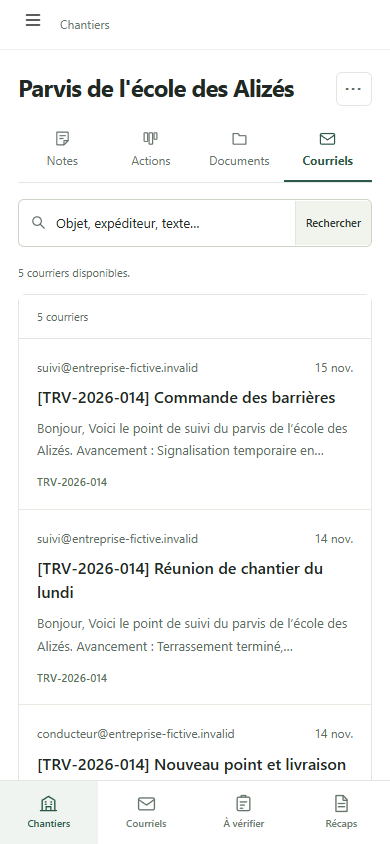 Chantiers
Parvis de l'école des Alizés
Notes
Actions
Documents
Courriels
Objet, expéditeur, texte...
Rechercher
5 courriers disponibles.
5 courriers
suivi@entreprise-fictive.invalid
15 nov.
[TRV-2026-014] Commande des barrières
Bonjour, Voici le point de suivi du parvis de l'école des
Alizés. Avancement : Signalisation temporaire en...
TRV-2026-014
suivi@entreprise-fictive.invalid
14 nov.
[TRV-2026-014] Réunion de chantier du
lundi
Bonjour, Voici le point de suivi du parvis de l'école des
Alizés. Avancement : Terrassement terminé,...
TRV-2026-014
conducteur@entreprise-fictive.invalid
14 nov.
[TRV-2026-014] Nouveau point et livraison
Chantiers
Courriels
À vérifier
Récaps